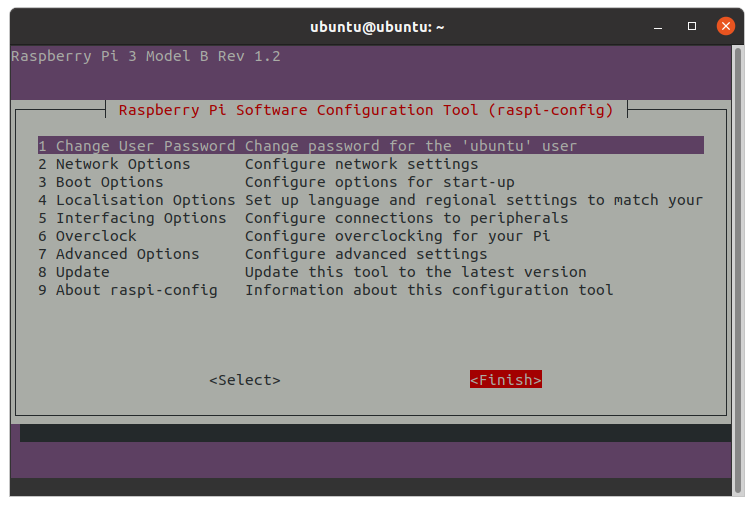 ubuntu@ubuntu: ~
Raspberry Pi 3 Model B Rev 1.2
Raspberry Pi Software Configuration Tool (raspi-config)
1 Change User Password Change password for the 'ubuntu' user
2 Network Options Configure network settings
3 Boot Options Configure options for start-up
4 Localisation Options Set up language and regional settings to match your
5 Interfacing Options Configure connections to peripherals
6 Overclock Configure overclocking for your Pi
7 Advanced Options Configure advanced settings
8 Update Update this tool to the latest version
9 About raspi-config Information about this configuration tool
<Select> <Finish>